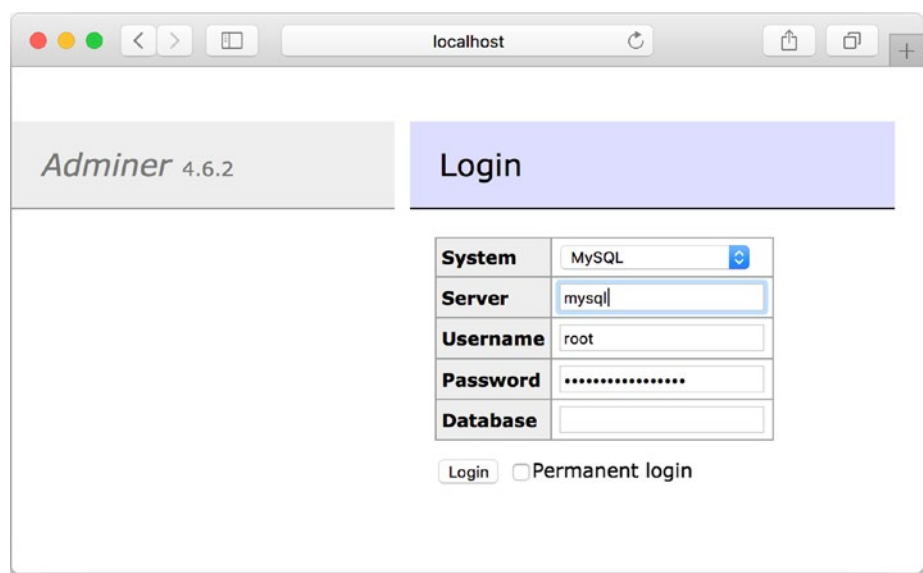 localhost
Adminer 4.6.2
Login
System MySQL
Server mysql
Username root
Password •••••••••••••••••
Database
Login Permanent login